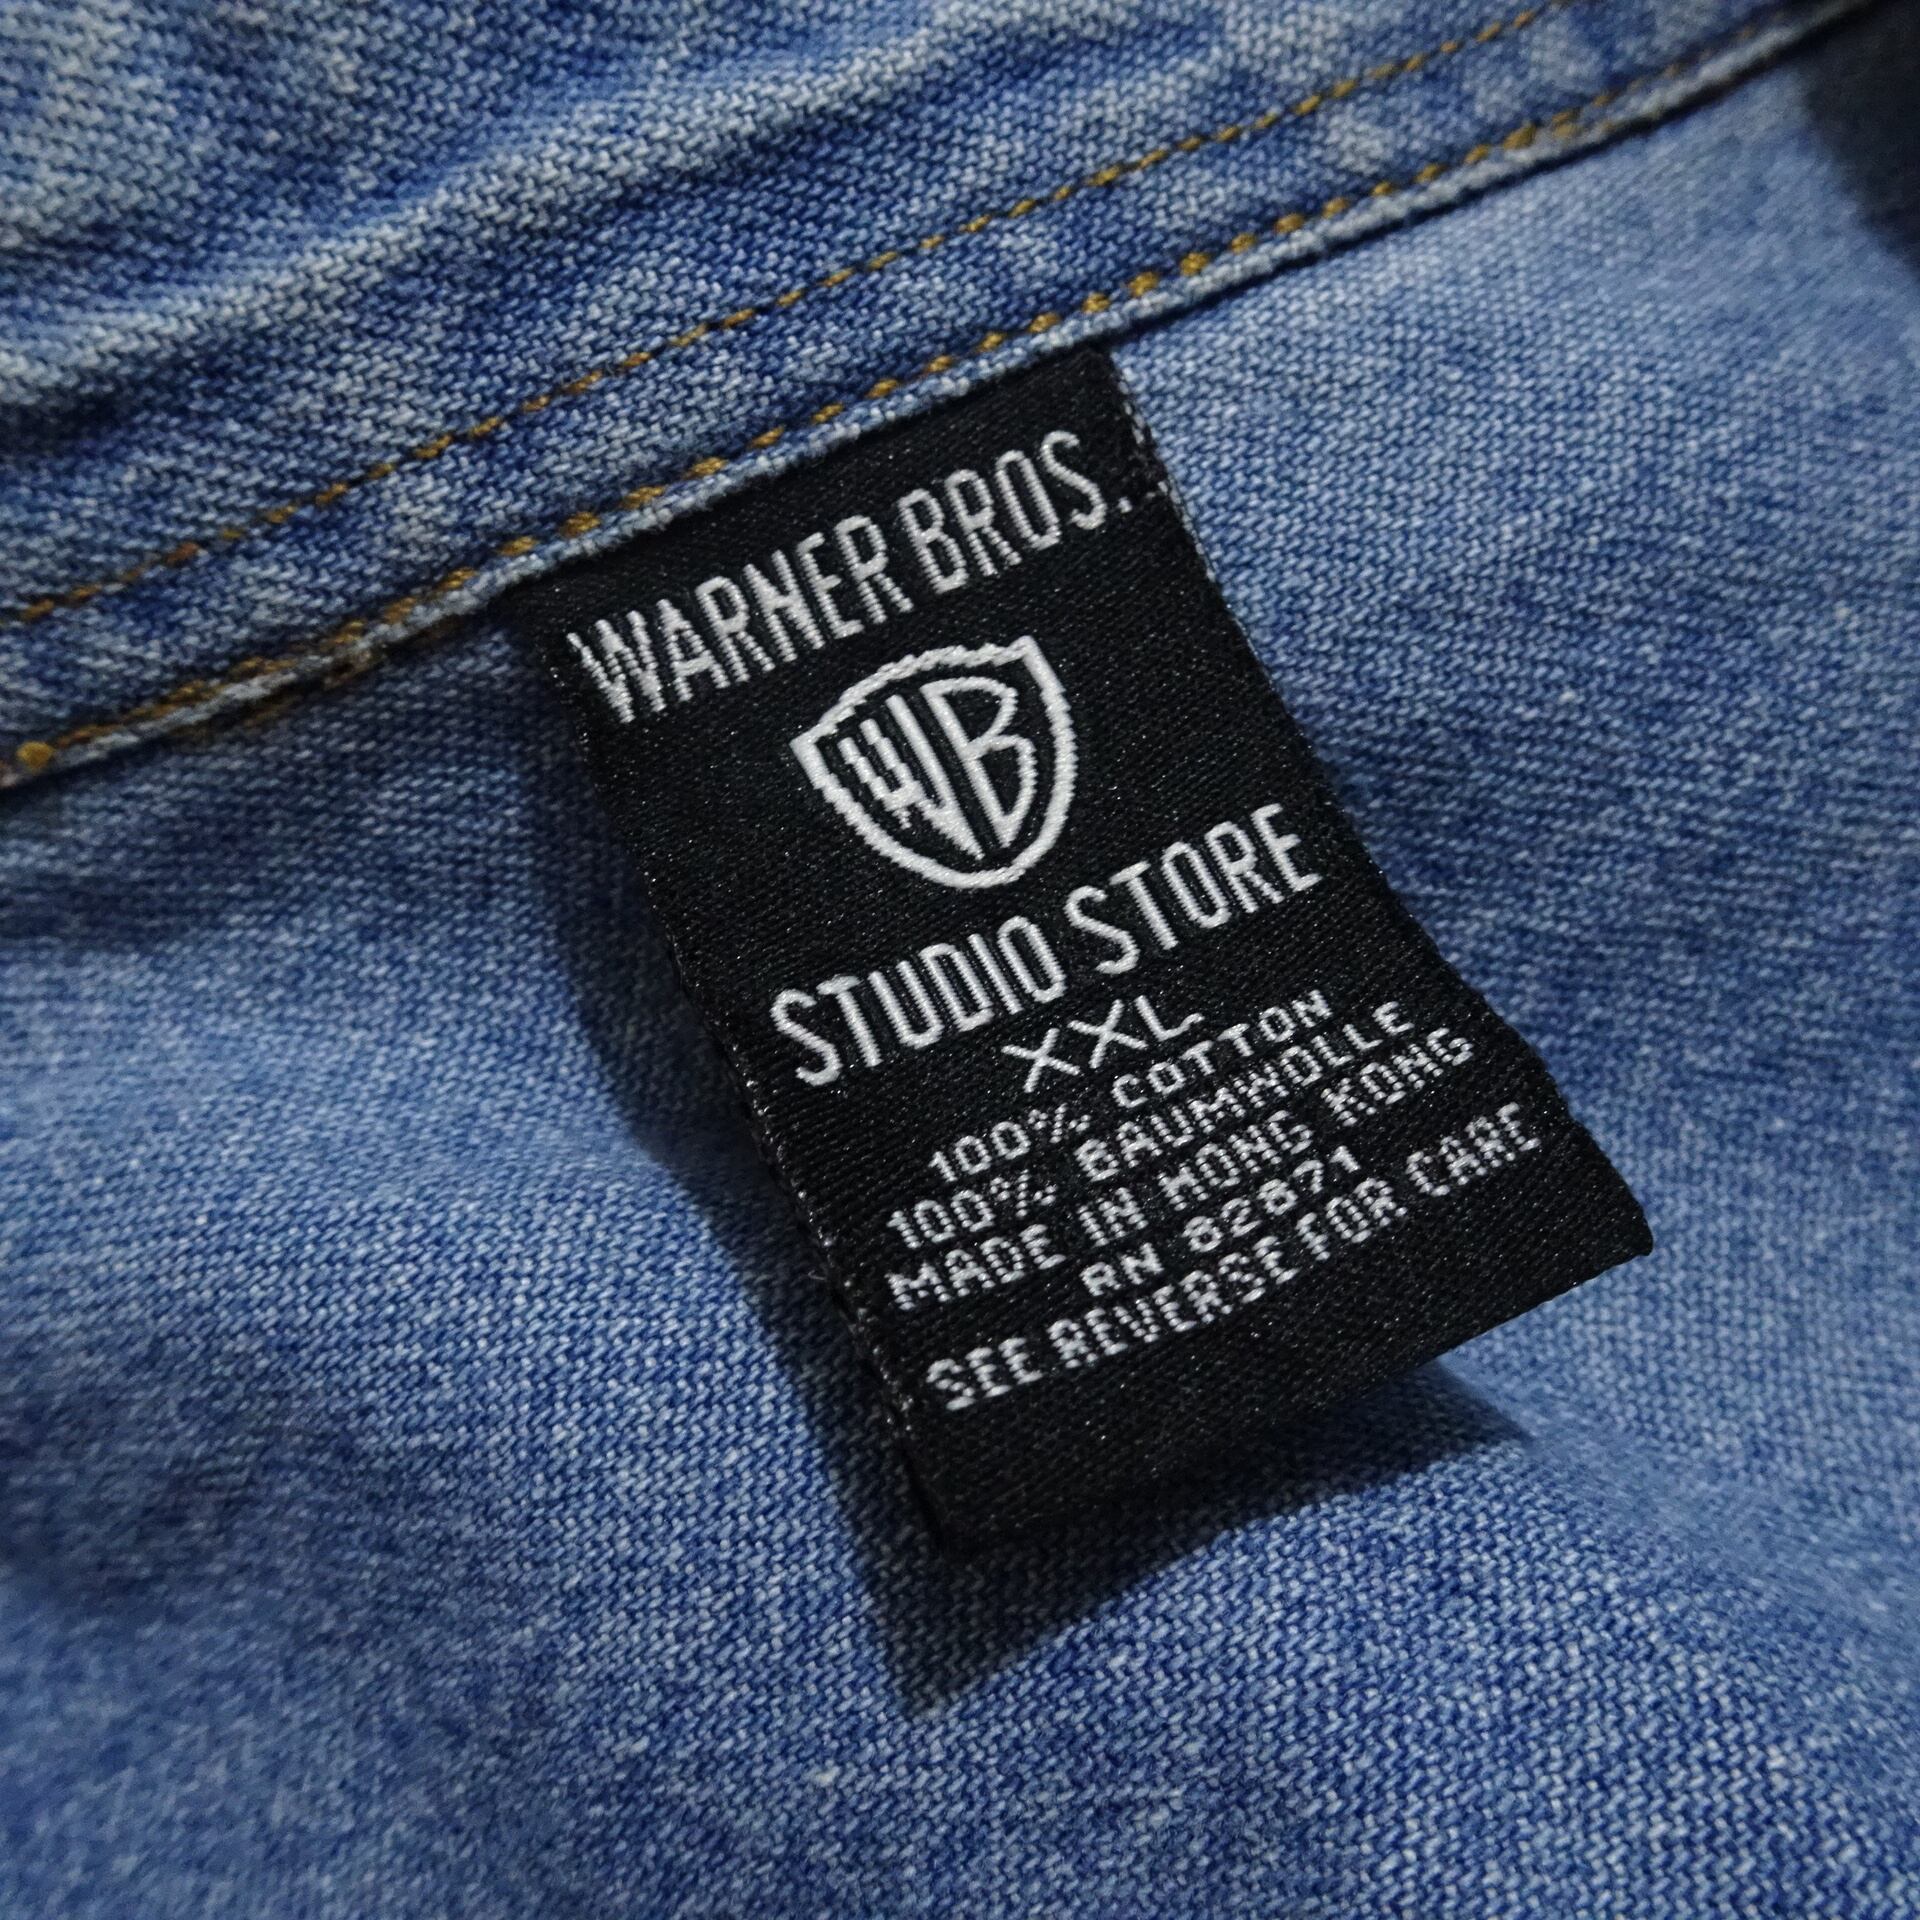 WARNER BROS.
WB
STUDIO STORE
XXL
100% COTTON
100% BAUMWOLLE
MADE IN HONG KONG
RN 82871
SEE REVERSE FOR CARE